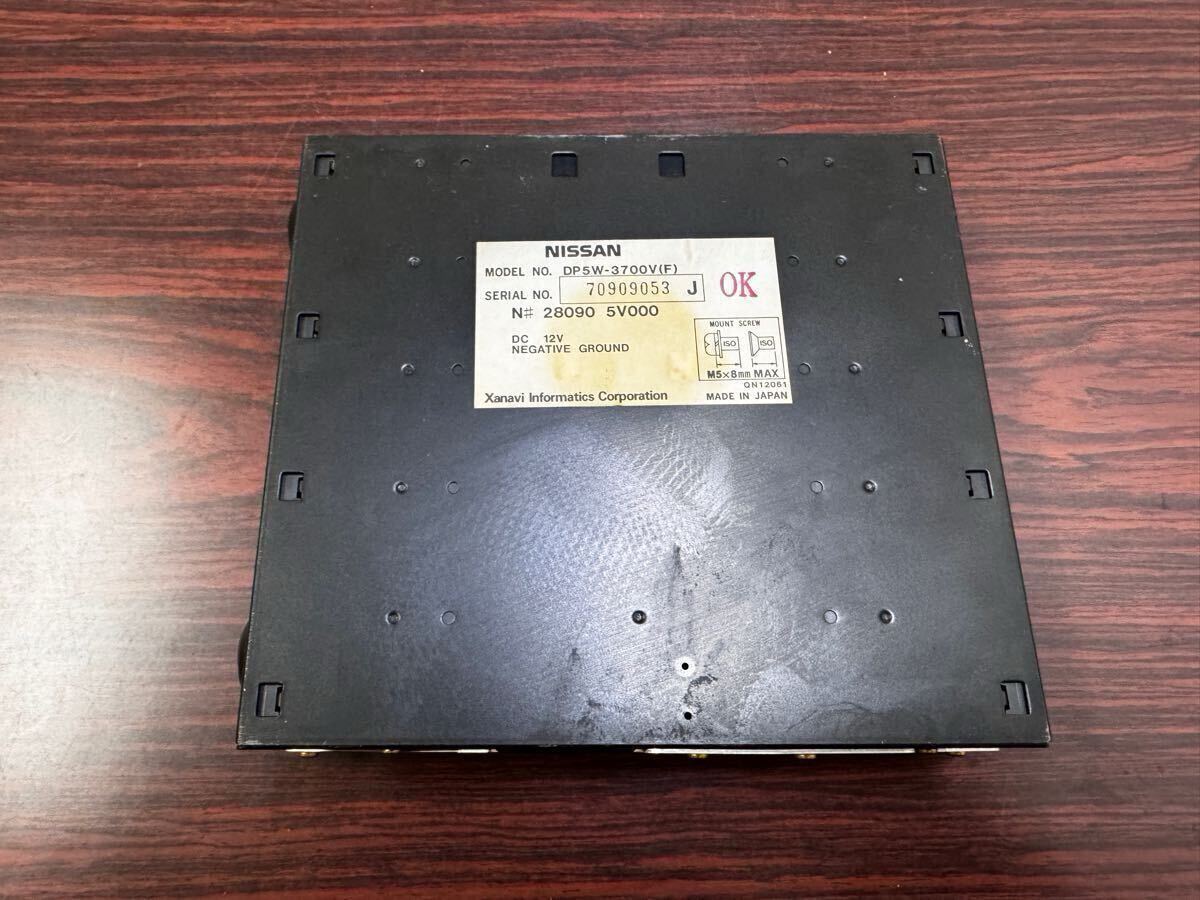 NISSAN
MODEL NO. DP5W-3700V(F)
SERIAL NO. 70909053 J OK
N# 28090 5V000
DC 12V
NEGATIVE GROUND
MOUNT SCREW
ISO ISO
M5×8mm MAX
QN12061
Xanavi Informatics Corporation MADE IN JAPAN